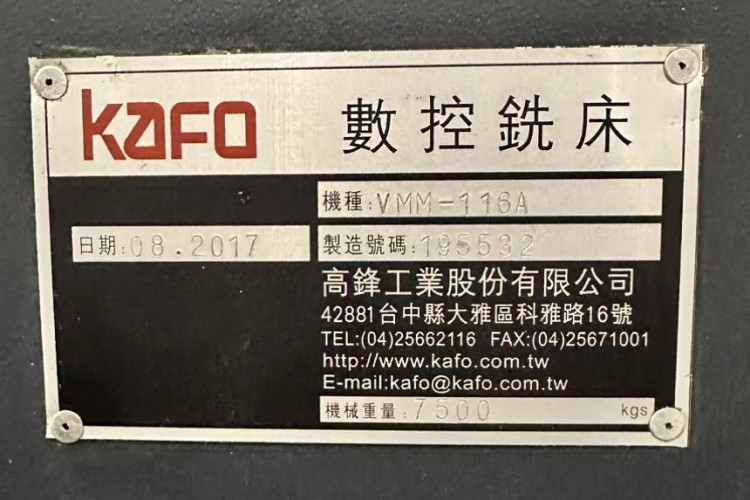 KAFO 數控銑床
機種:VMM-116A
日期:08.2017 製造號碼:195532
高鋒工業股份有限公司
42881台中縣大雅區科雅路16號
TEL:(04)25662116 FAX:(04)25671001
http://www.kafo.com.tw
E-mail:kafo@kafo.com.tw
機械重量:7500 kgs